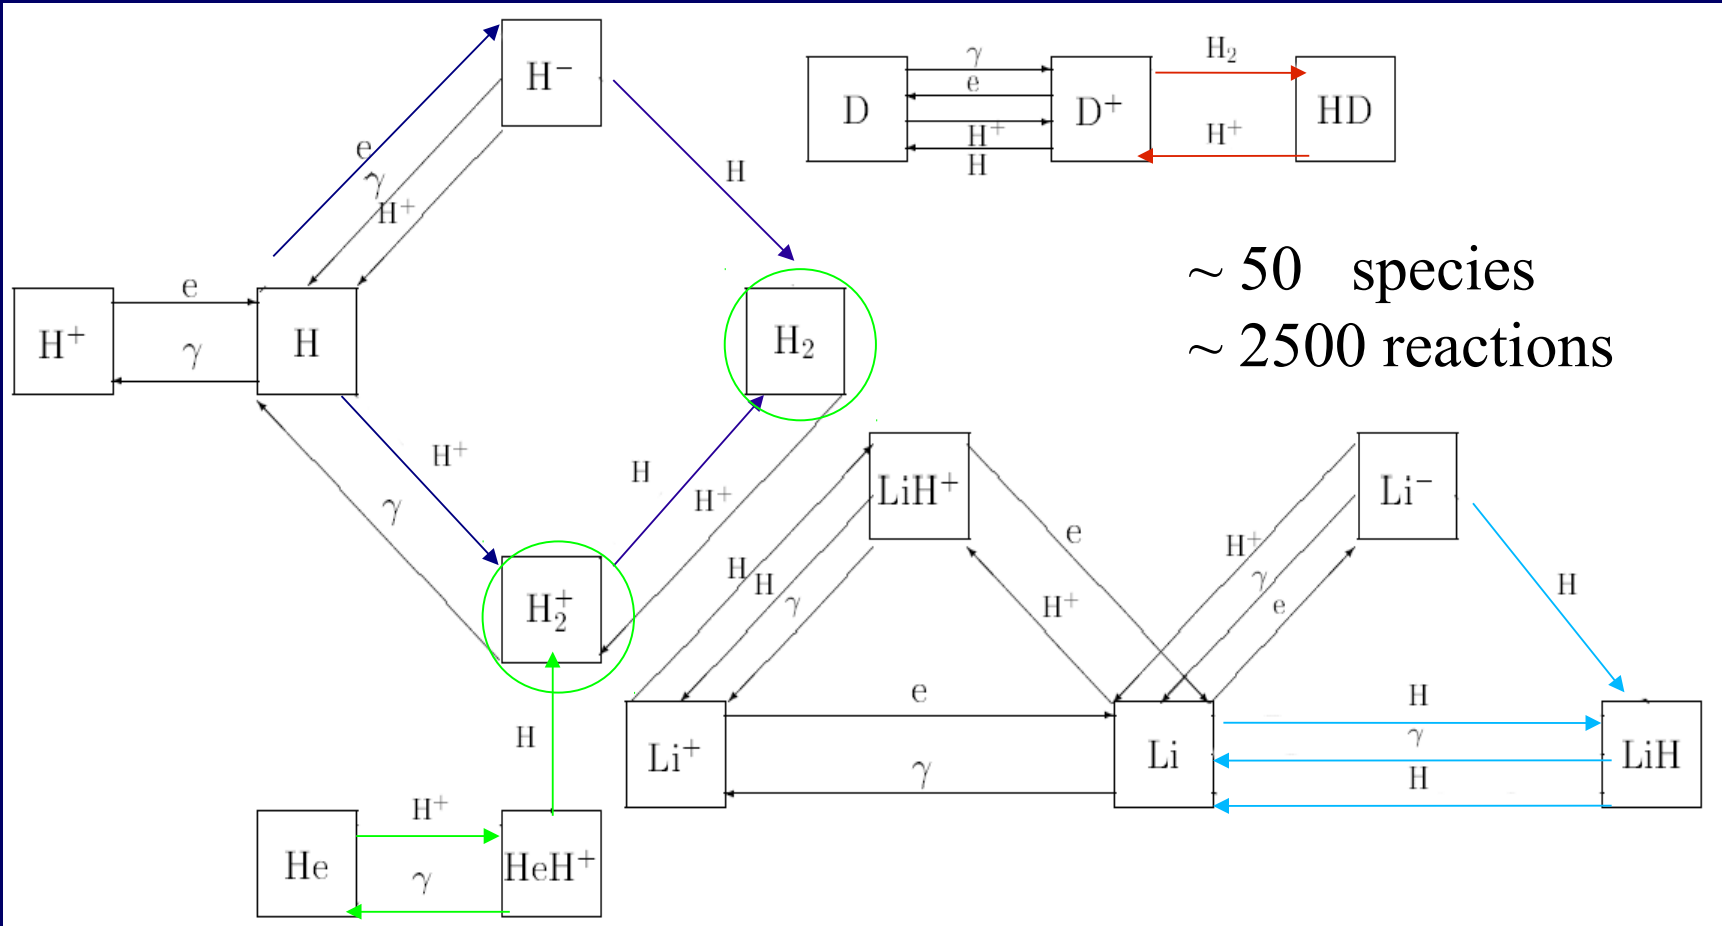 H⁻
γ
H₂
D
e
D⁺
HD
H⁺
H
e
γ
H⁺
H
~ 50 species
~ 2500 reactions
e
H⁺
γ
H
H₂
H⁺
γ
H
H⁺
LiH⁺
Li⁻
e
H⁺
γ
e
H
H₂⁺
H
H
γ
H⁺
e
H
Li⁺
γ
Li
H
γ
H
LiH
H
H⁺
He
γ
HeH⁺